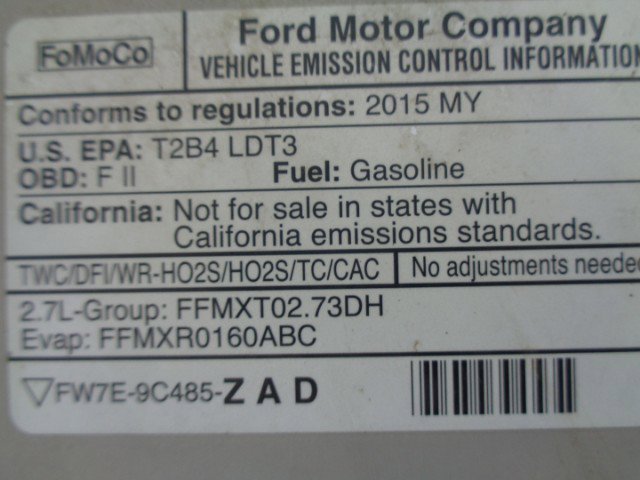 FoMoCo
Ford Motor Company
VEHICLE EMISSION CONTROL INFORMATION
Conforms to regulations: 2015 MY
U.S. EPA: T2B4 LDT3
OBD: F II Fuel: Gasoline
California: Not for sale in states with
California emissions standards.
TWC/DFI/WR-HO2S/HO2S/TC/CAC No adjustments needed
2.7L-Group: FFMXT02.73DH
Evap: FFMXR0160ABC
▽FW7E-9C485-ZAD